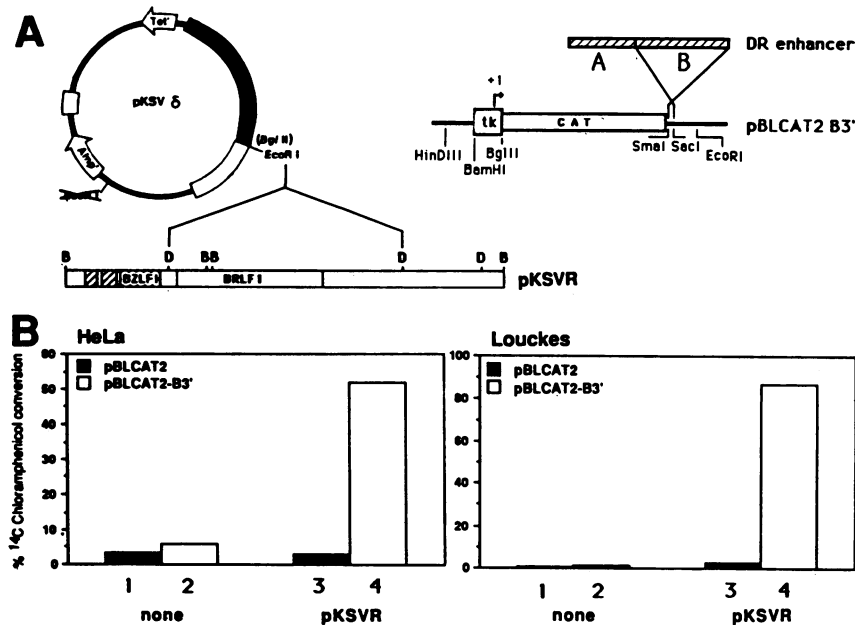 A
Tet^r
DR enhancer
A B
pKSV δ
+1
(Bgl II)
EcoR I
tk
CAT
pBLCAT2 B3'
HinDIII
BglII
BamHI
SmaI
SacI
EcoRI
Amp^r
B D BB D D B
BZLF1
BRLF1
pKSVR
B
HeLa
Louckes
pBLCAT2
pBLCAT2-B3'
pBLCAT2
pBLCAT2-B3'
% 14C Chloramphenicol conversion
60
50
40
30
20
10
0
100
80
60
40
20
0
1 2 3 4
none pKSVR
1 2 3 4
none pKSVR